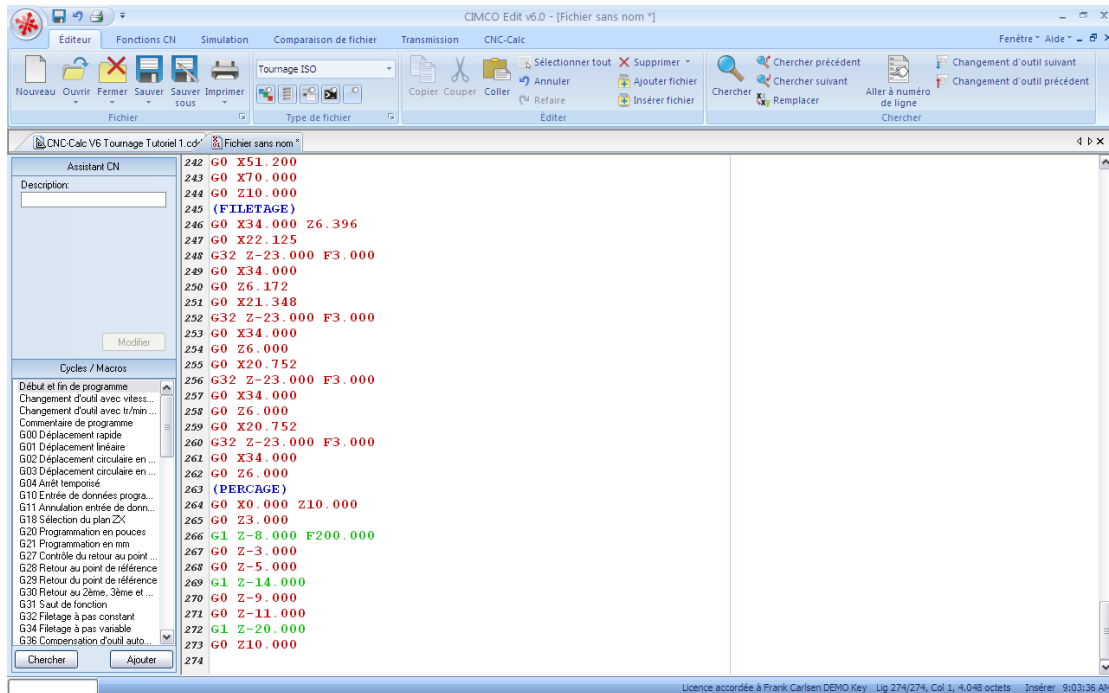 CIMCO Edit v6.0 - [Fichier sans nom *]
Éditeur Fonctions CN Simulation Comparaison de fichier Transmission CNC-Calc Fenêtre Aide
Nouveau Ouvrir Fermer Sauver Sauver sous Imprimer
Fichier
Tournage ISO
Type de fichier
Copier Couper Coller
Sélectionner tout
Annuler
Refaire
Supprimer
Ajouter fichier
Insérer fichier
Éditer
Chercher
Chercher précédent
Chercher suivant
Remplacer
Aller à numéro de ligne
Changement d'outil suivant
Changement d'outil précédent
Chercher
CNC-Calc V6 Tournage Tutoriel 1.cdd Fichier sans nom *
Assistant CN
Description:
Modifier
Cycles / Macros
Début et fin de programme
Changement d'outil avec vitess...
Changement d'outil avec tr/min ...
Commentaire de programme
G00 Déplacement rapide
G01 Déplacement linéaire
G02 Déplacement circulaire en ...
G03 Déplacement circulaire en ...
G04 Arrêt temporisé
G10 Entrée de données progra...
G11 Annulation entrée de donn...
G18 Sélection du plan ZX
G20 Programmation en pouces
G21 Programmation en mm
G27 Contrôle du retour au point ...
G28 Retour au point de référence
G29 Retour du point de référence
G30 Retour au 2ème, 3ème et ...
G31 Saut de fonction
G32 Filetage à pas constant
G34 Filetage à pas variable
G36 Compensation d'outil auto...
Chercher Ajouter
242 G0 X51.200
243 G0 X70.000
244 G0 Z10.000
245 (FILETAGE)
246 G0 X34.000 Z6.396
247 G0 X22.125
248 G32 Z-23.000 F3.000
249 G0 X34.000
250 G0 Z6.172
251 G0 X21.348
252 G32 Z-23.000 F3.000
253 G0 X34.000
254 G0 Z6.000
255 G0 X20.752
256 G32 Z-23.000 F3.000
257 G0 X34.000
258 G0 Z6.000
259 G0 X20.752
260 G32 Z-23.000 F3.000
261 G0 X34.000
262 G0 Z6.000
263 (PERCAGE)
264 G0 X0.000 Z10.000
265 G0 Z3.000
266 G1 Z-8.000 F200.000
267 G0 Z-3.000
268 G0 Z-5.000
269 G1 Z-14.000
270 G0 Z-9.000
271 G0 Z-11.000
272 G1 Z-20.000
273 G0 Z10.000
274
Licence accordée à Frank Carlsen DEMO Key Lig 274/274, Col 1, 4.048 octets Insérer 9:03:36 AM